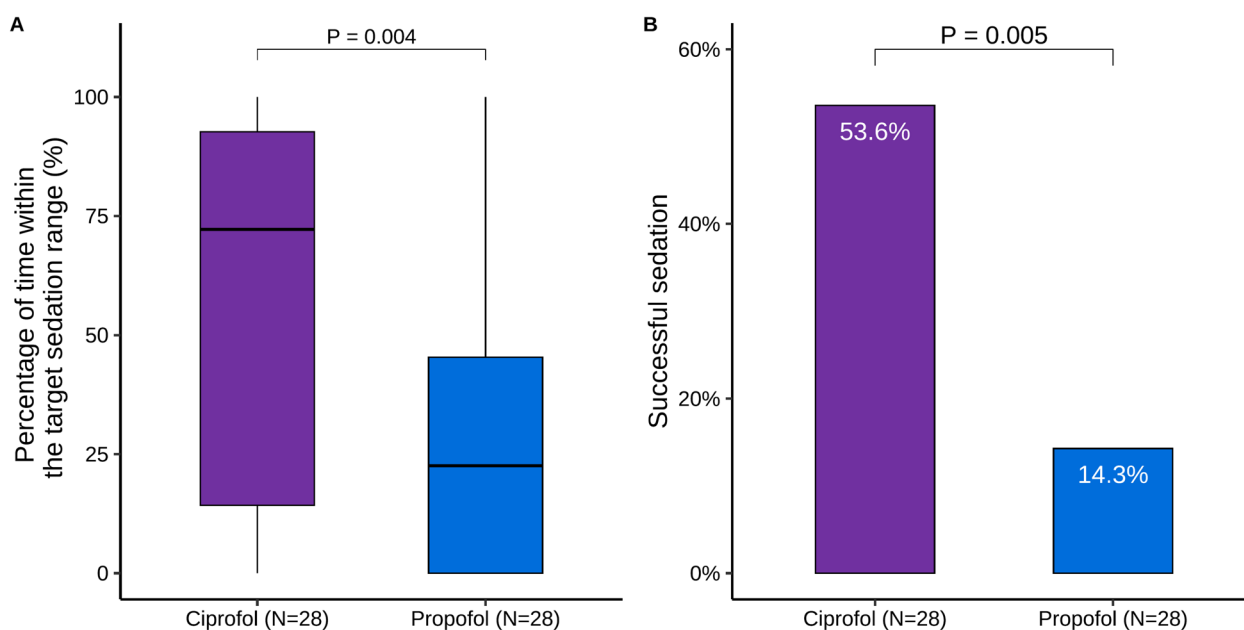 A
P = 0.004
Percentage of time within
the target sedation range (%)
100
75
50
25
0
Ciprofol (N=28)
Propofol (N=28)
B
P = 0.005
Successful sedation
60%
40%
20%
0%
53.6%
14.3%
Ciprofol (N=28)
Propofol (N=28)